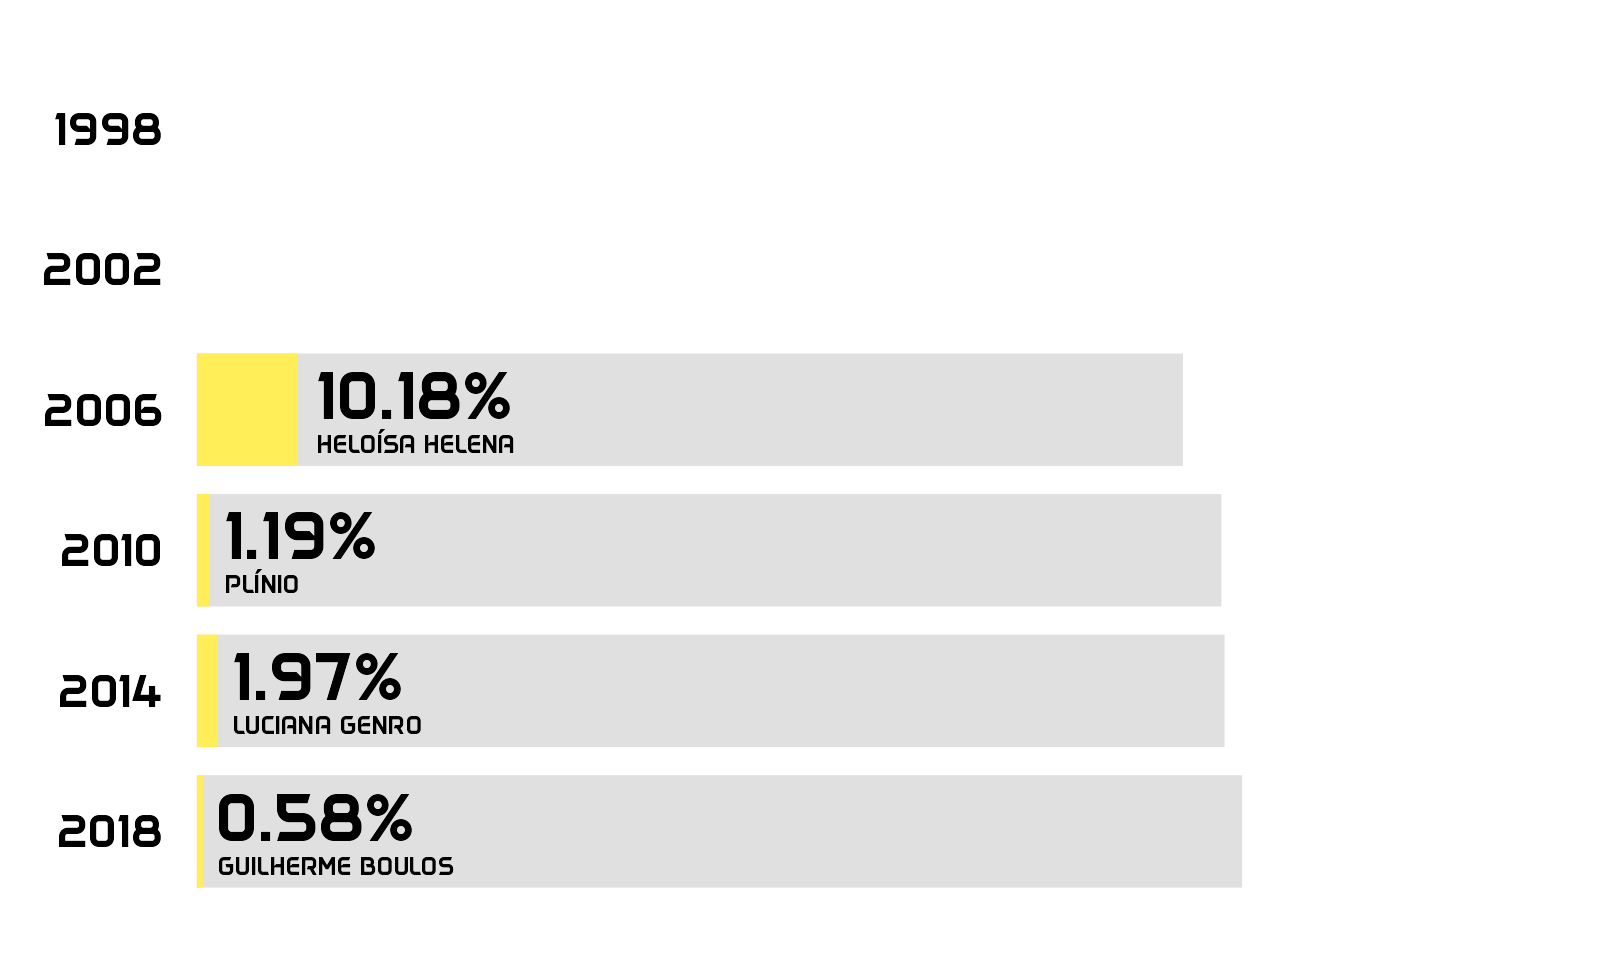 1998
2002
2006
10.18%
HELOÍSA HELENA
2010
1.19%
PLÍNIO
2014
1.97%
LUCIANA GENRO
2018
0.58%
GUILHERME BOULOS